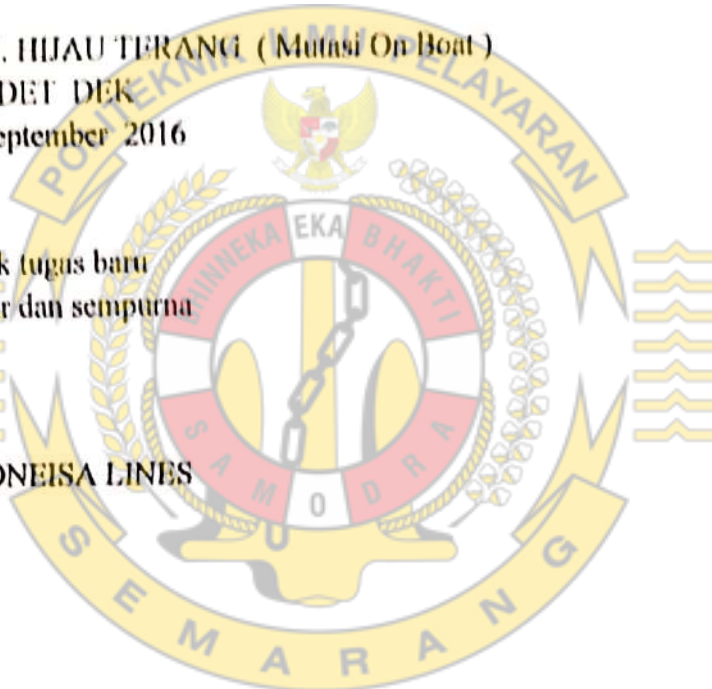 . HIJAU TERANG ( Mutasi On Boat )
DET DEK
eptember 2016
k tugas baru
r dan sempurna
ONEISA LINES
POLITEKNIK ILMU PELAYARAN
BHINNEKA EKA BHAKTI
SAMODRA
SEMARANG